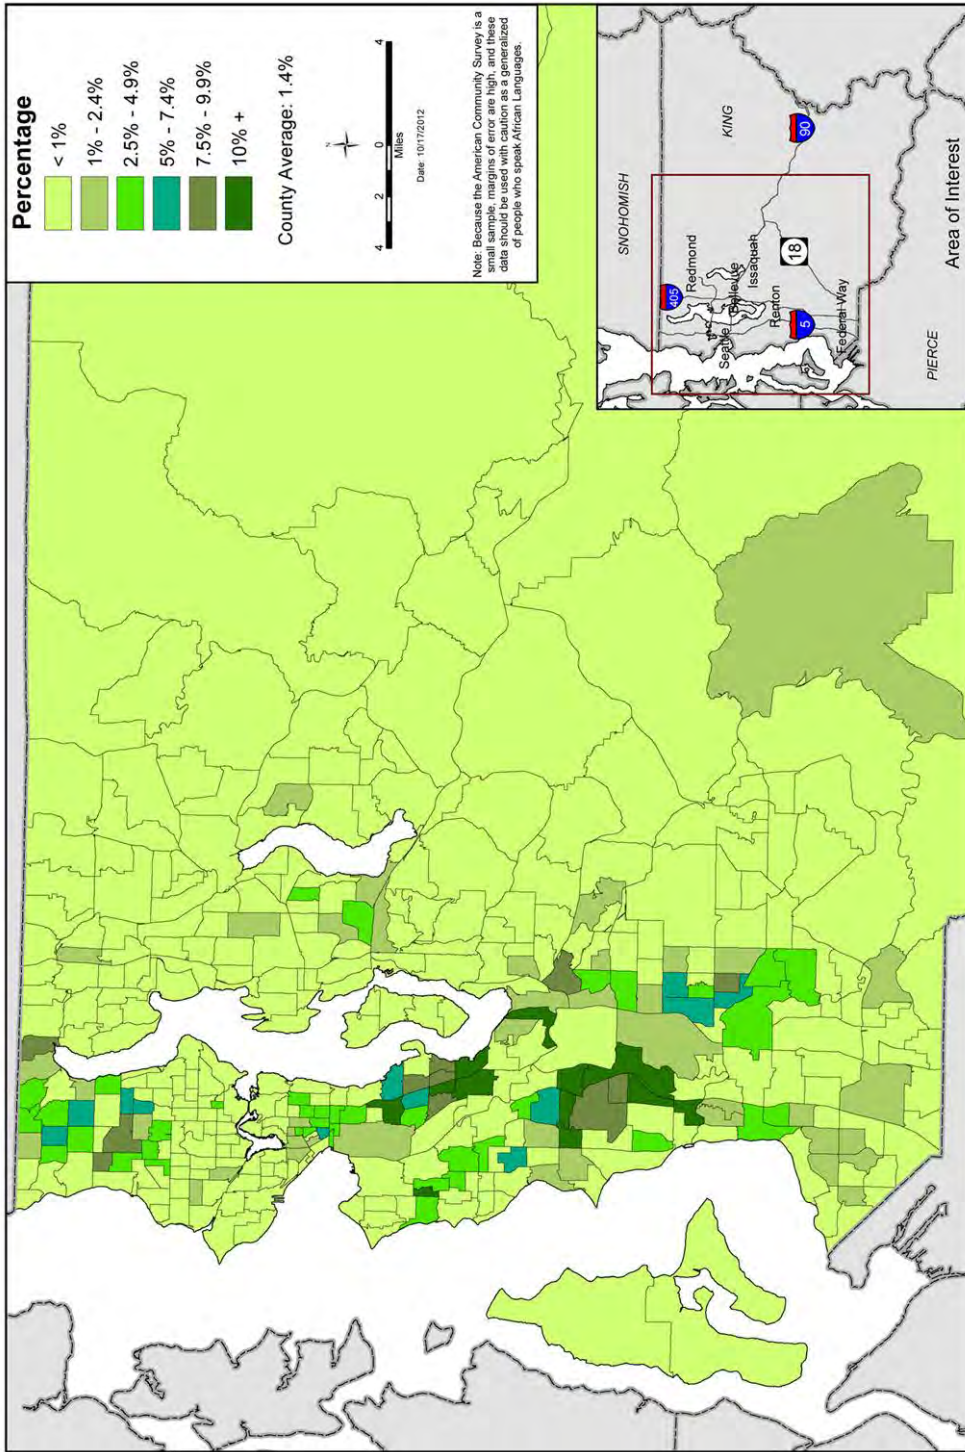 Percentage
< 1%
1% - 2.4%
2.5% - 4.9%
5% - 7.4%
7.5% - 9.9%
10% +
County Average: 1.4%
N
4 2 0 4
Miles
Date: 10/17/2012
Note: Because the American Community Survey is a
small sample, margins of error are high, and these
data should be used with caution as a generalized
of people who speak African Languages.
SNOHOMISH
405
Redmond
KING
Seattle
Bellevue
Issaquah
90
Renton
18
5
Federal Way
PIERCE
Area of Interest